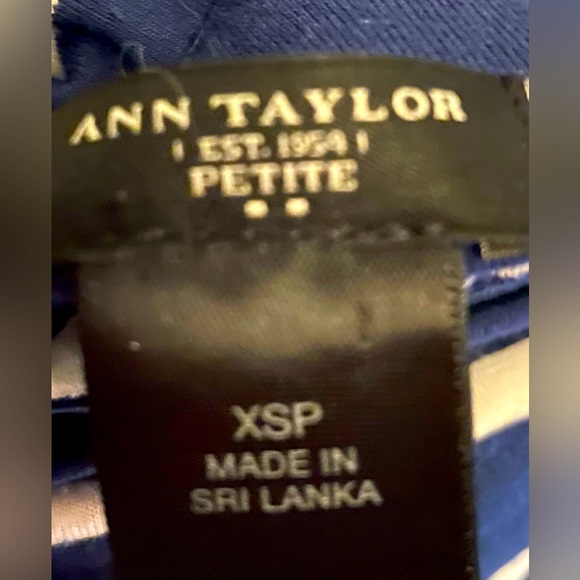 ANN TAYLOR
EST. 1954
PETITE
XSP
MADE IN
SRI LANKA